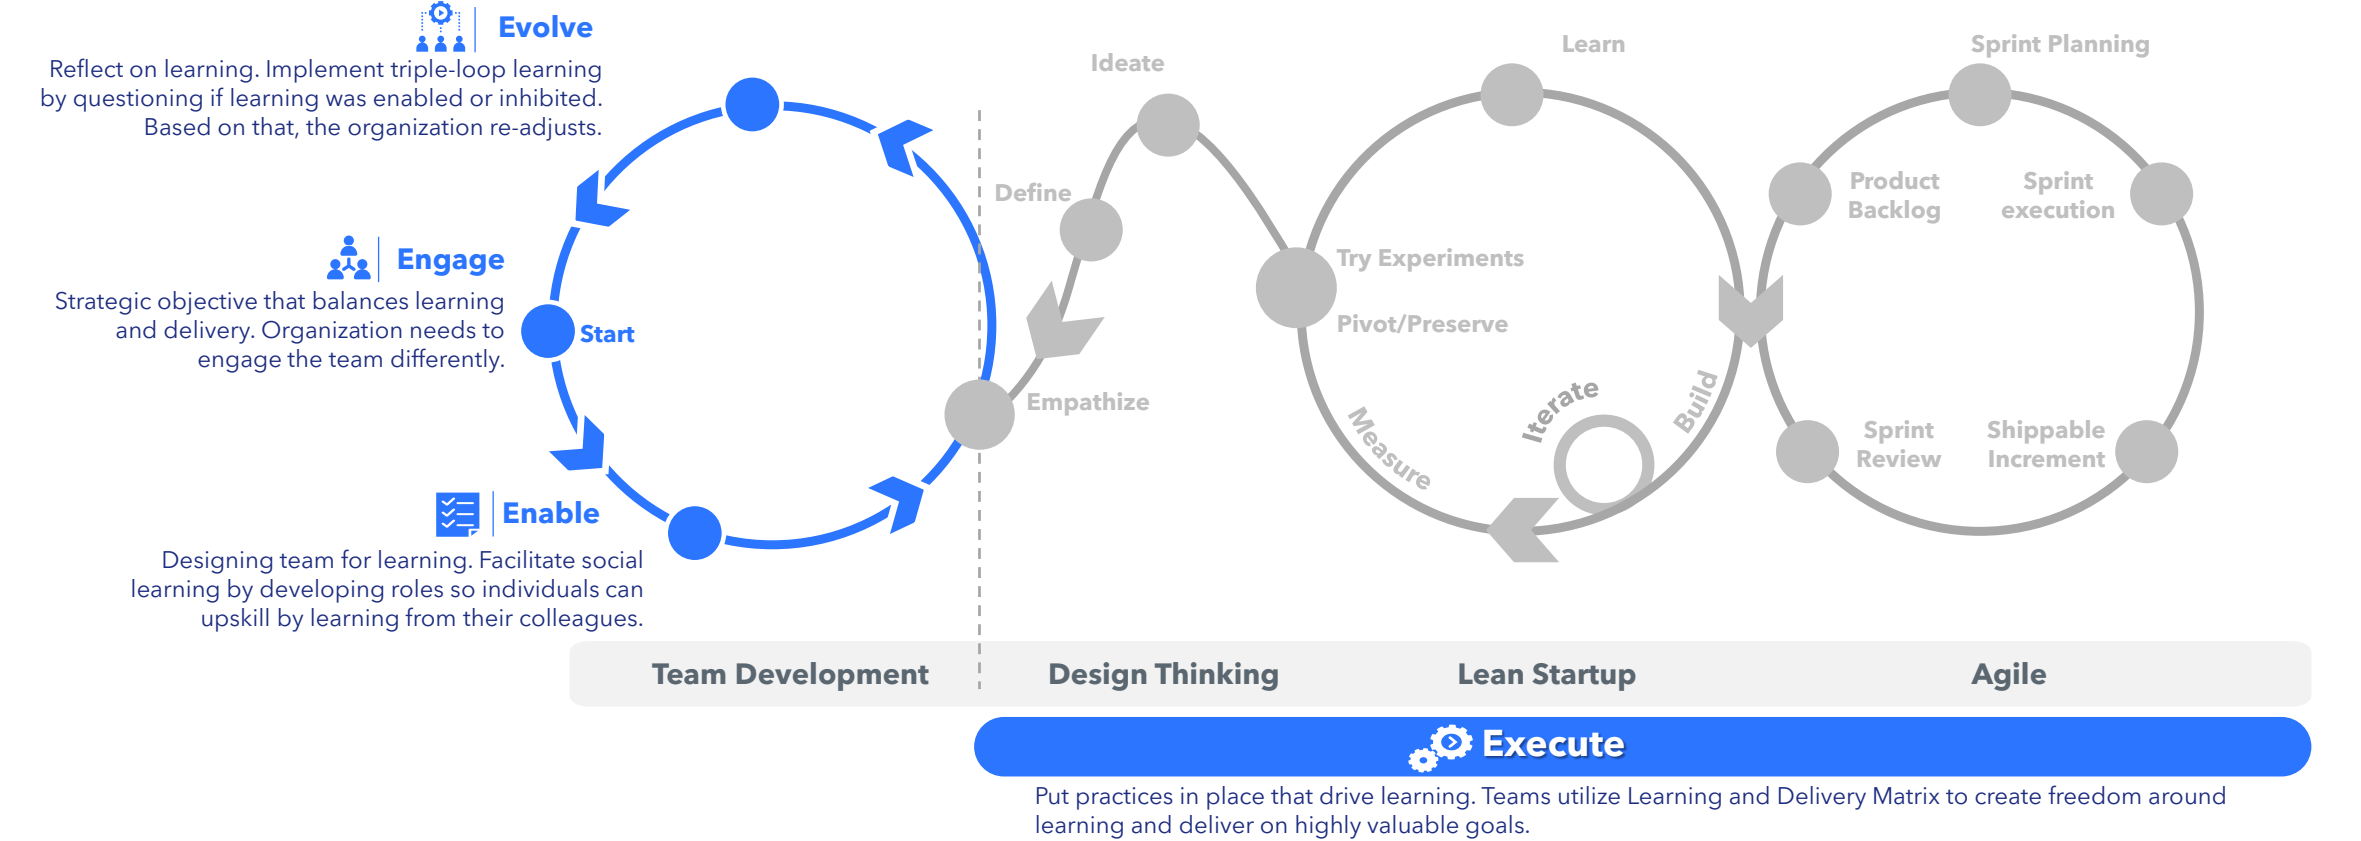 Evolve
Reflect on learning. Implement triple-loop learning
by questioning if learning was enabled or inhibited.
Based on that, the organization re-adjusts.
Engage
Strategic objective that balances learning
and delivery. Organization needs to
engage the team differently.
Start
Enable
Designing team for learning. Facilitate social
learning by developing roles so individuals can
upskill by learning from their colleagues.
Ideate
Define
Empathize
Learn
Try Experiments
Pivot/Preserve
Measure
Iterate
Build
Sprint Planning
Product
Backlog
Sprint
execution
Sprint
Review
Shippable
Increment
Team Development
Design Thinking
Lean Startup
Agile
Execute
Put practices in place that drive learning. Teams utilize Learning and Delivery Matrix to create freedom around
learning and deliver on highly valuable goals.